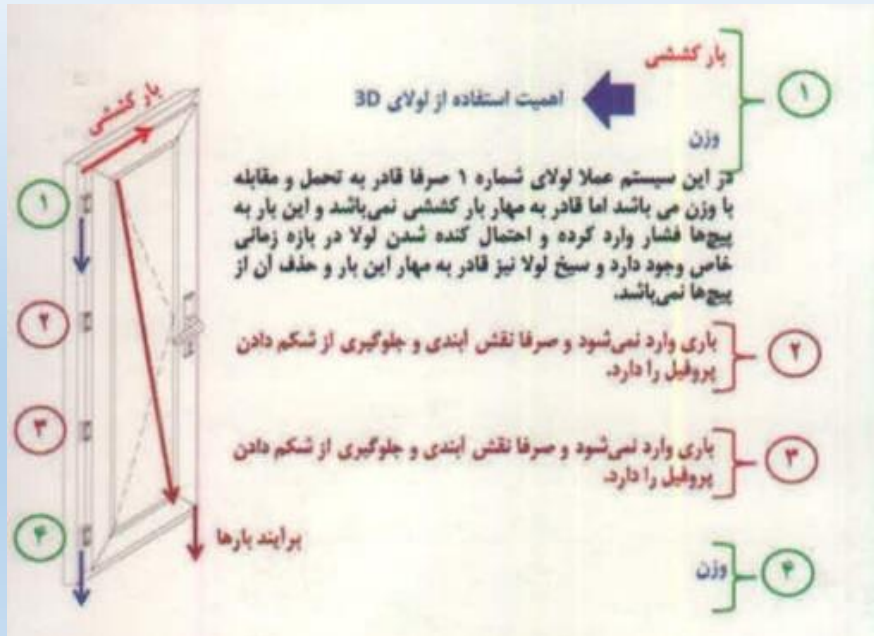 بار کششی
۱
اهمیت استفاده از لولای 3D
وزن
در این سیستم عملا لولای شماره ۱ صرفا قادر به تحمل و مقابله
با وزن می باشد اما قادر به مهار بار کششی نمی‌باشد و این بار به
پیچ‌ها فشار وارد کرده و احتمال کنده شدن لولا در بازه زمانی
خاص وجود دارد و سیخ لولا نیز قادر به مهار این بار و حذف آن از
پیچ‌ها نمی‌باشد.
۲
باری وارد نمی‌شود و صرفا نقش آبندی و جلوگیری از شکم دادن
پروفیل را دارد.
۳
باری وارد نمی‌شود و صرفا نقش آبندی و جلوگیری از شکم دادن
پروفیل را دارد.
۴
وزن
بار کششی
۱
۲
۳
۴
برآیند بارها